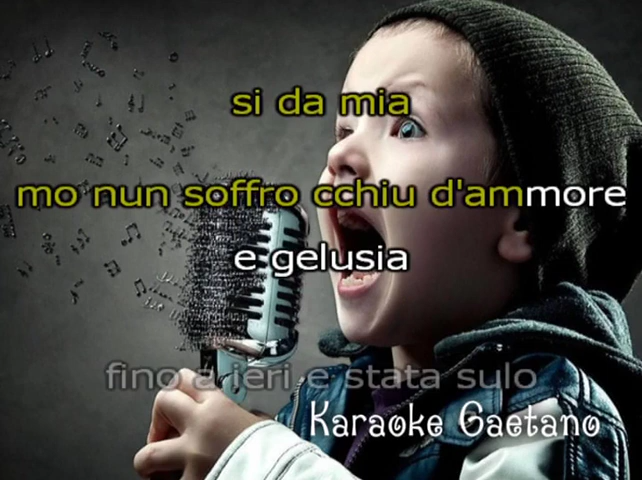 si da mia
mo nun soffro cchiu d'ammore
e gelusia
fino a ieri e stata sulo
Karaoke Gaetano